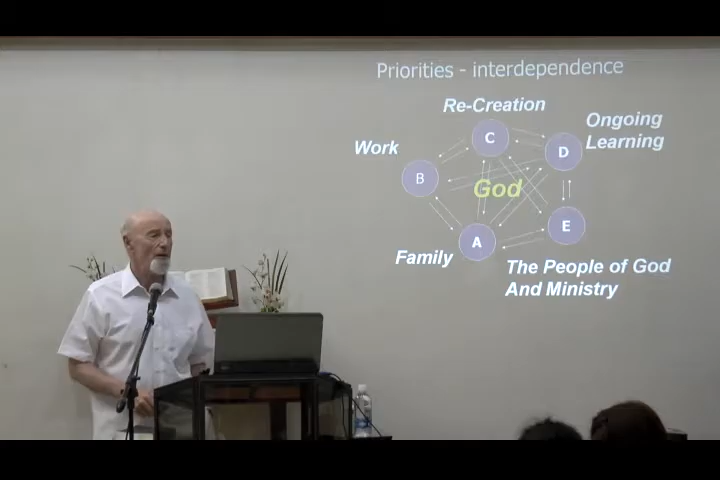 Priorities - interdependence
Re-Creation
Ongoing
Learning
Work
C
D
B
God
E
A
Family
The People of God
And Ministry